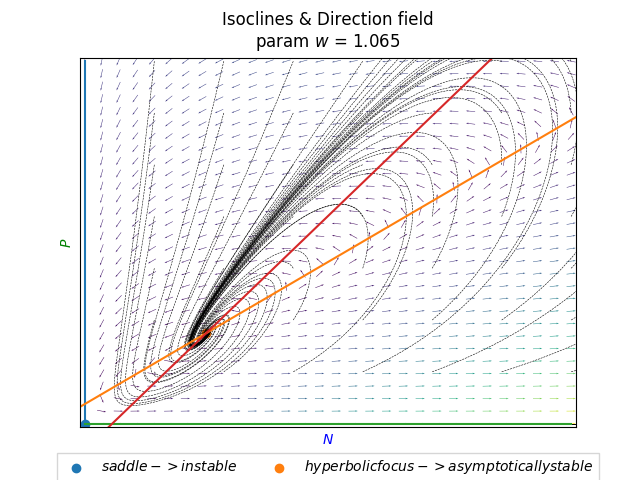 Isoclines & Direction field
param w = 1.065
P
N
saddle -> instable
hyperbolicfocus -> asymptoticallystable